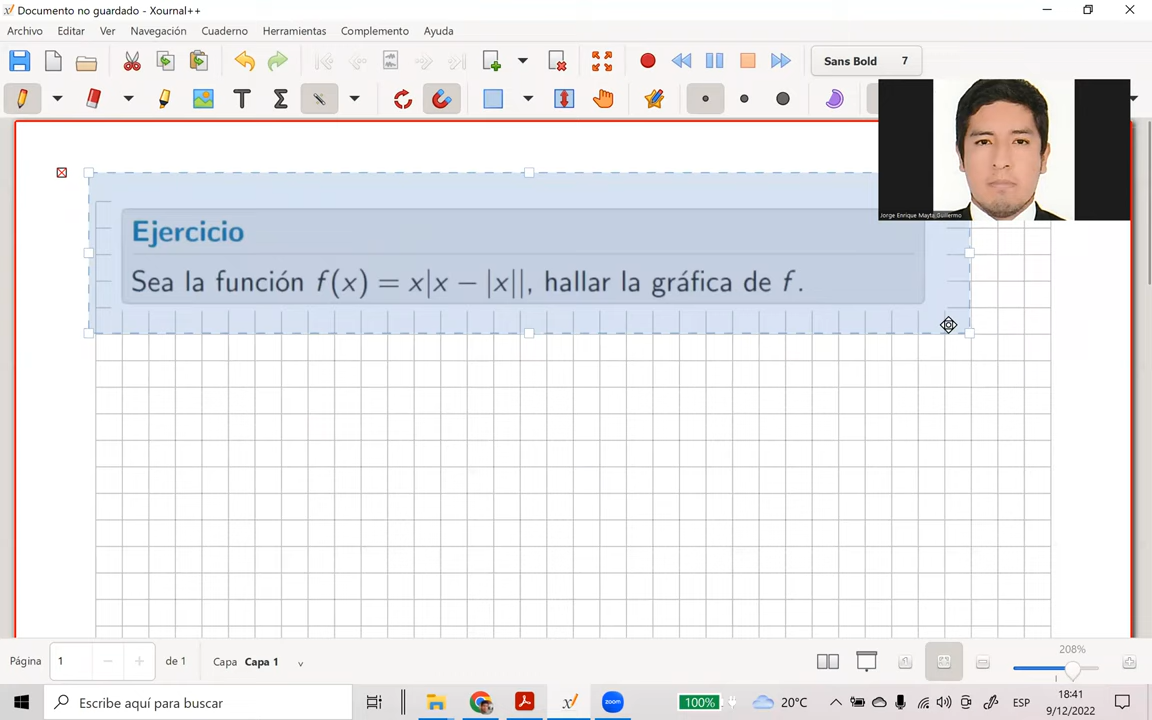 Documento no guardado - Xournal++
Archivo Editar Ver Navegación Cuaderno Herramientas Complemento Ayuda
Sans Bold 7
Jorge Enrique Mayta Guillermo
Ejercicio
Sea la función f(x) = x|x − |x||, hallar la gráfica de f.
Página 1 de 1 Capa Capa 1 208%
Escribe aquí para buscar 100% 20°C ESP 18:41
9/12/2022